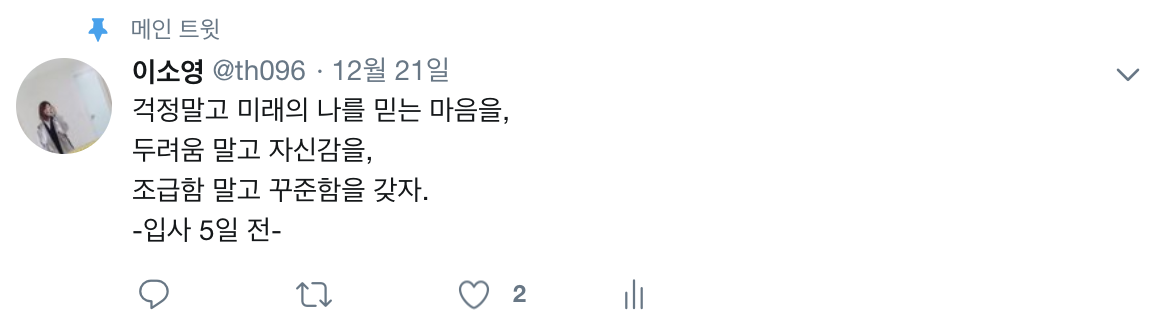 메인 트윗
이소영 @th096 · 12월 21일
걱정말고 미래의 나를 믿는 마음을,
두려움 말고 자신감을,
조급함 말고 꾸준함을 갖자.
-입사 5일 전-
2